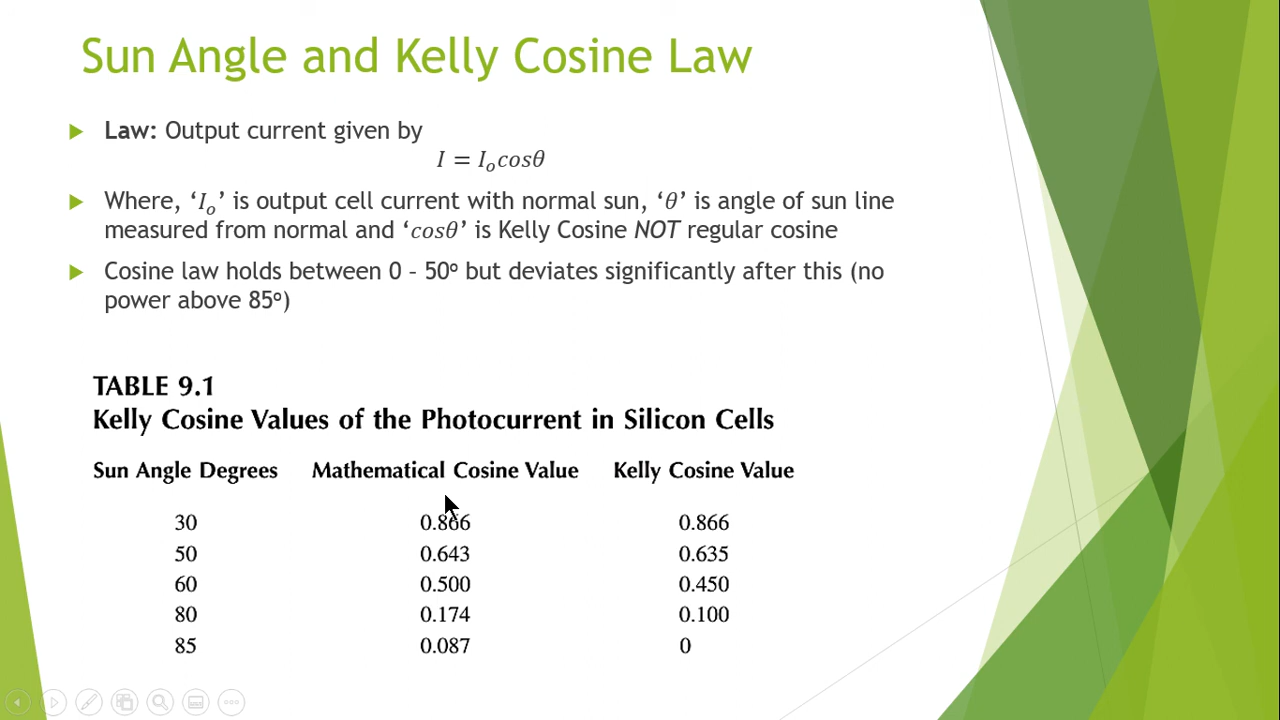 Sun Angle and Kelly Cosine Law
Law: Output current given by
I = Iₒcosθ
Where, ‘Iₒ’ is output cell current with normal sun, ‘θ’ is angle of sun line
measured from normal and ‘cosθ’ is Kelly Cosine NOT regular cosine
Cosine law holds between 0 – 50º but deviates significantly after this (no
power above 85º)
TABLE 9.1
Kelly Cosine Values of the Photocurrent in Silicon Cells
Sun Angle Degrees Mathematical Cosine Value Kelly Cosine Value
30 0.866 0.866
50 0.643 0.635
60 0.500 0.450
80 0.174 0.100
85 0.087 0